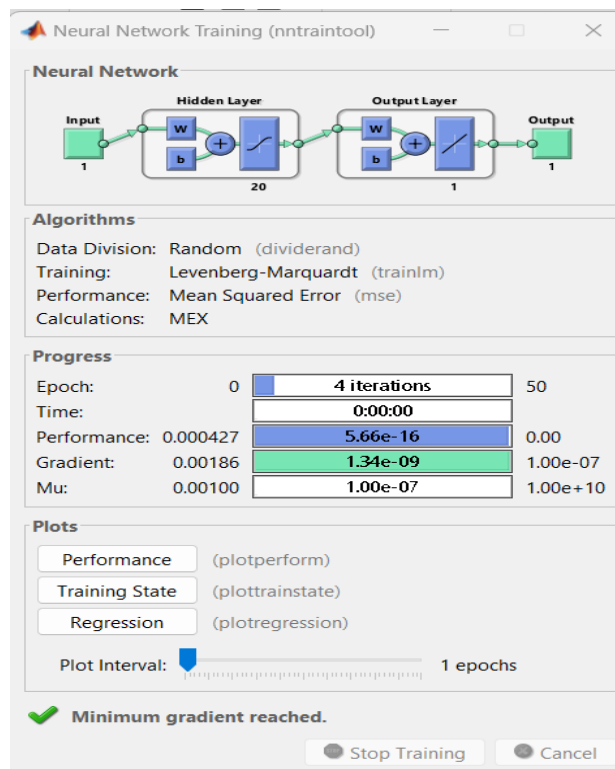 Neural Network Training (nntraintool)
Neural Network
Hidden Layer Output Layer
Input Output
W W
b b
1 1
20 1
Algorithms
Data Division: Random (dividerand)
Training: Levenberg-Marquardt (trainlm)
Performance: Mean Squared Error (mse)
Calculations: MEX
Progress
Epoch: 0 4 iterations 50
Time: 0:00:00
Performance: 0.000427 5.66e-16 0.00
Gradient: 0.00186 1.34e-09 1.00e-07
Mu: 0.00100 1.00e-07 1.00e+10
Plots
Performance (plotperform)
Training State (plottrainstate)
Regression (plotregression)
Plot Interval: 1 epochs
Minimum gradient reached.
Stop Training Cancel